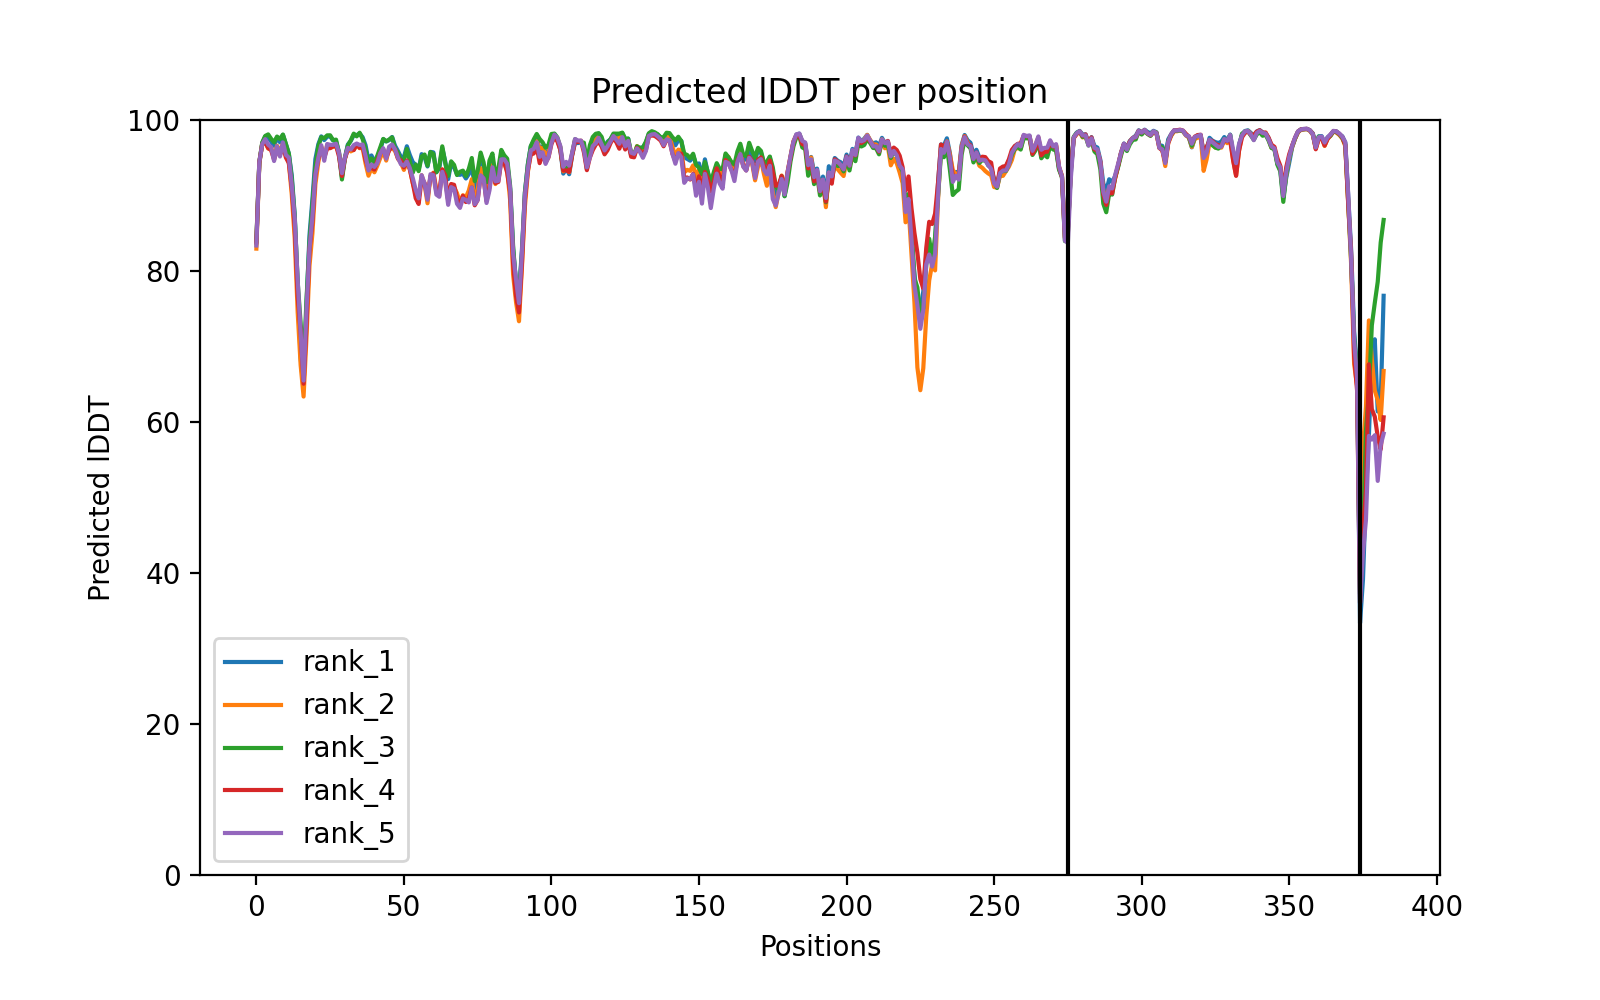 Predicted lDDT per position
Predicted lDDT
100
80
60
40
20
0
rank_1
rank_2
rank_3
rank_4
rank_5
0 50 100 150 200 250 300 350 400
Positions